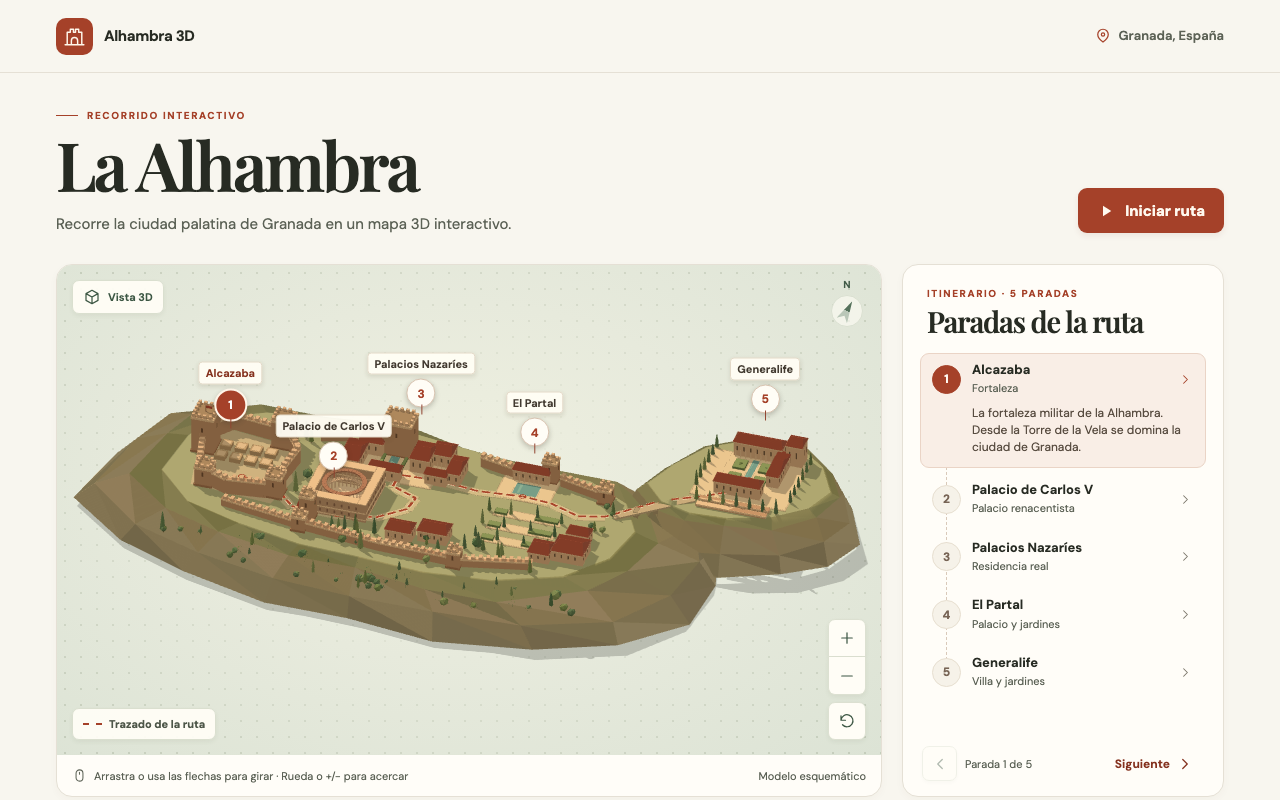 Alhambra 3D
Granada, España
RECORRIDO INTERACTIVO
La Alhambra
Recorre la ciudad palatina de Granada en un mapa 3D interactivo.
Iniciar ruta
Vista 3D
N
Alcazaba
1
Palacio de Carlos V
2
Palacios Nazaríes
3
El Partal
4
Generalife
5
Trazado de la ruta
Arrastra o usa las flechas para girar · Rueda o +/− para acercar
Modelo esquemático
ITINERARIO · 5 PARADAS
Paradas de la ruta
1
Alcazaba
Fortaleza
La fortaleza militar de la Alhambra.
Desde la Torre de la Vela se domina la
ciudad de Granada.
2
Palacio de Carlos V
Palacio renacentista
3
Palacios Nazaríes
Residencia real
4
El Partal
Palacio y jardines
5
Generalife
Villa y jardines
Parada 1 de 5
Siguiente